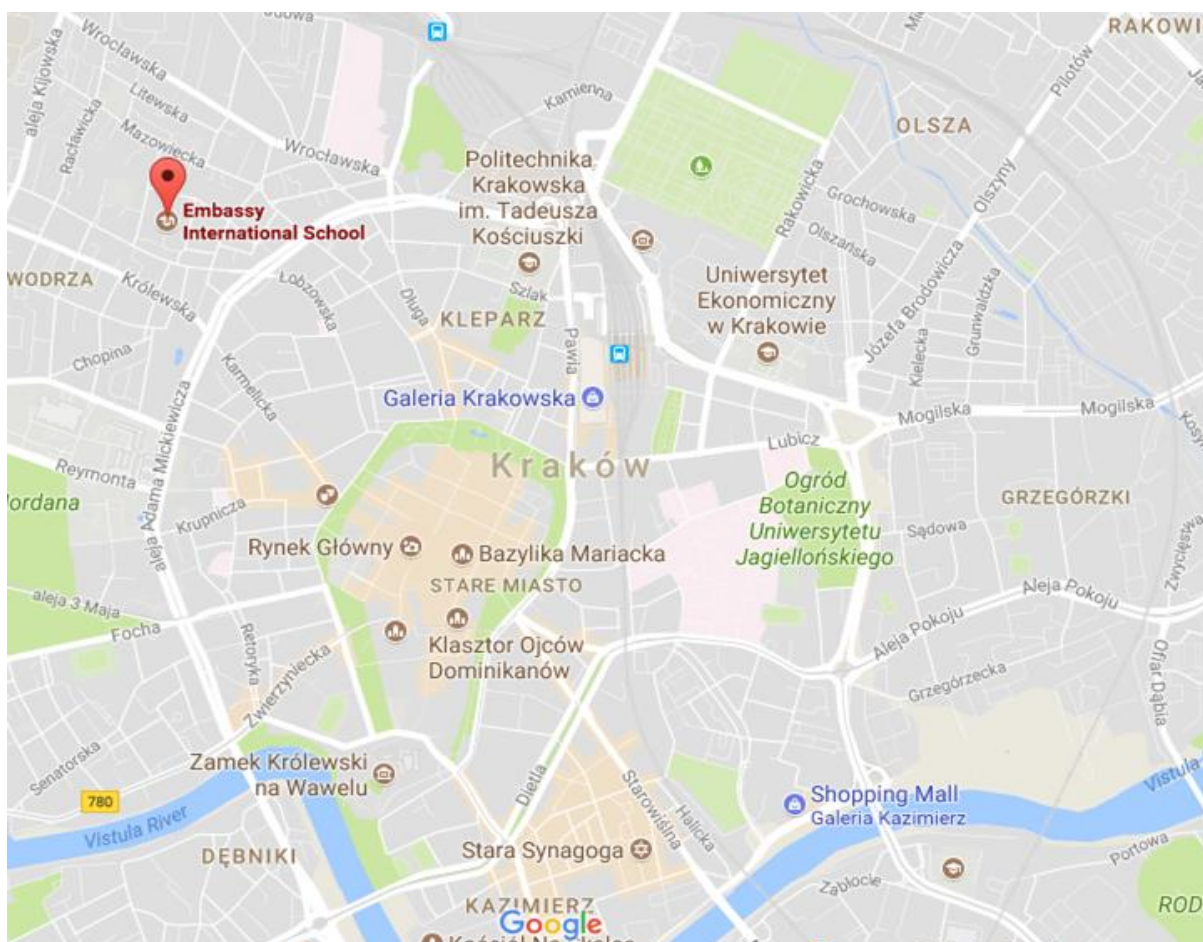 RAKOWI
Wrocławska
aleja Kijowska
Litewska
Racławicka
Mazowiecka
Wrocławska
Kamienna
Pilotów
OLSZA
Politechnika
Krakowska
im. Tadeusza
Kościuszki
Rakowicka
Grochowska
Olszyny
Olszańska
Embassy
International School
WODRZA
Królewska
Lobzowska
Długa
Szlak
KLEPARZ
Pawia
Uniwersytet
Ekonomiczny
w Krakowie
Józefa Brodowicza
Kielecka
Grunwaldzka
Chopina
Karmelicka
Galeria Krakowska
Mogilska
Mogilska
Lubicz
Kraków
Reymonta
aleja Adama Mickiewicza
Jordana
Krupnicza
Ogród
Botaniczny
Uniwersytetu
Jagiellońskiego
GRZEGÓRZKI
Sądowa
Rynek Główny
Bazylika Mariacka
STARE MIASTO
aleja 3 Maja
Focha
Retoryka
Klasztor Ojców
Dominikanów
Aleja Pokoju
Aleja Pokoju
Grzegórzecka
Ofiar Dąbia
Zwierzyniecka
Senatorska
Zamek Królewski
na Wawelu
780
Vistula River
Dietla
Starowiślna
Halicka
Shopping Mall
Galeria Kazimierz
Vistula
DĘBNIKI
Stara Synagoga
Zabłocie
Portowa
KAZIMIERZ
Google
ROD